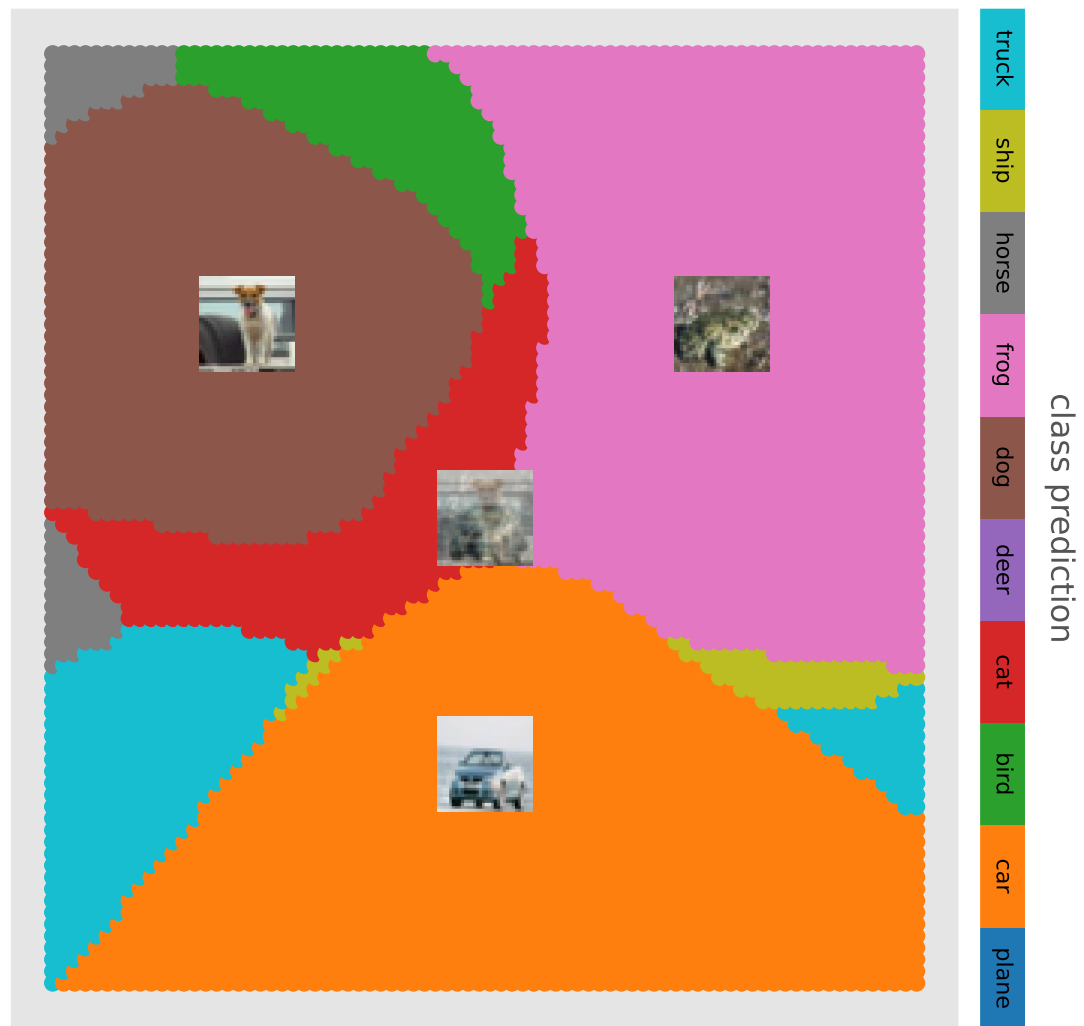 truck
ship
horse
frog
dog
deer
cat
bird
car
plane
class prediction